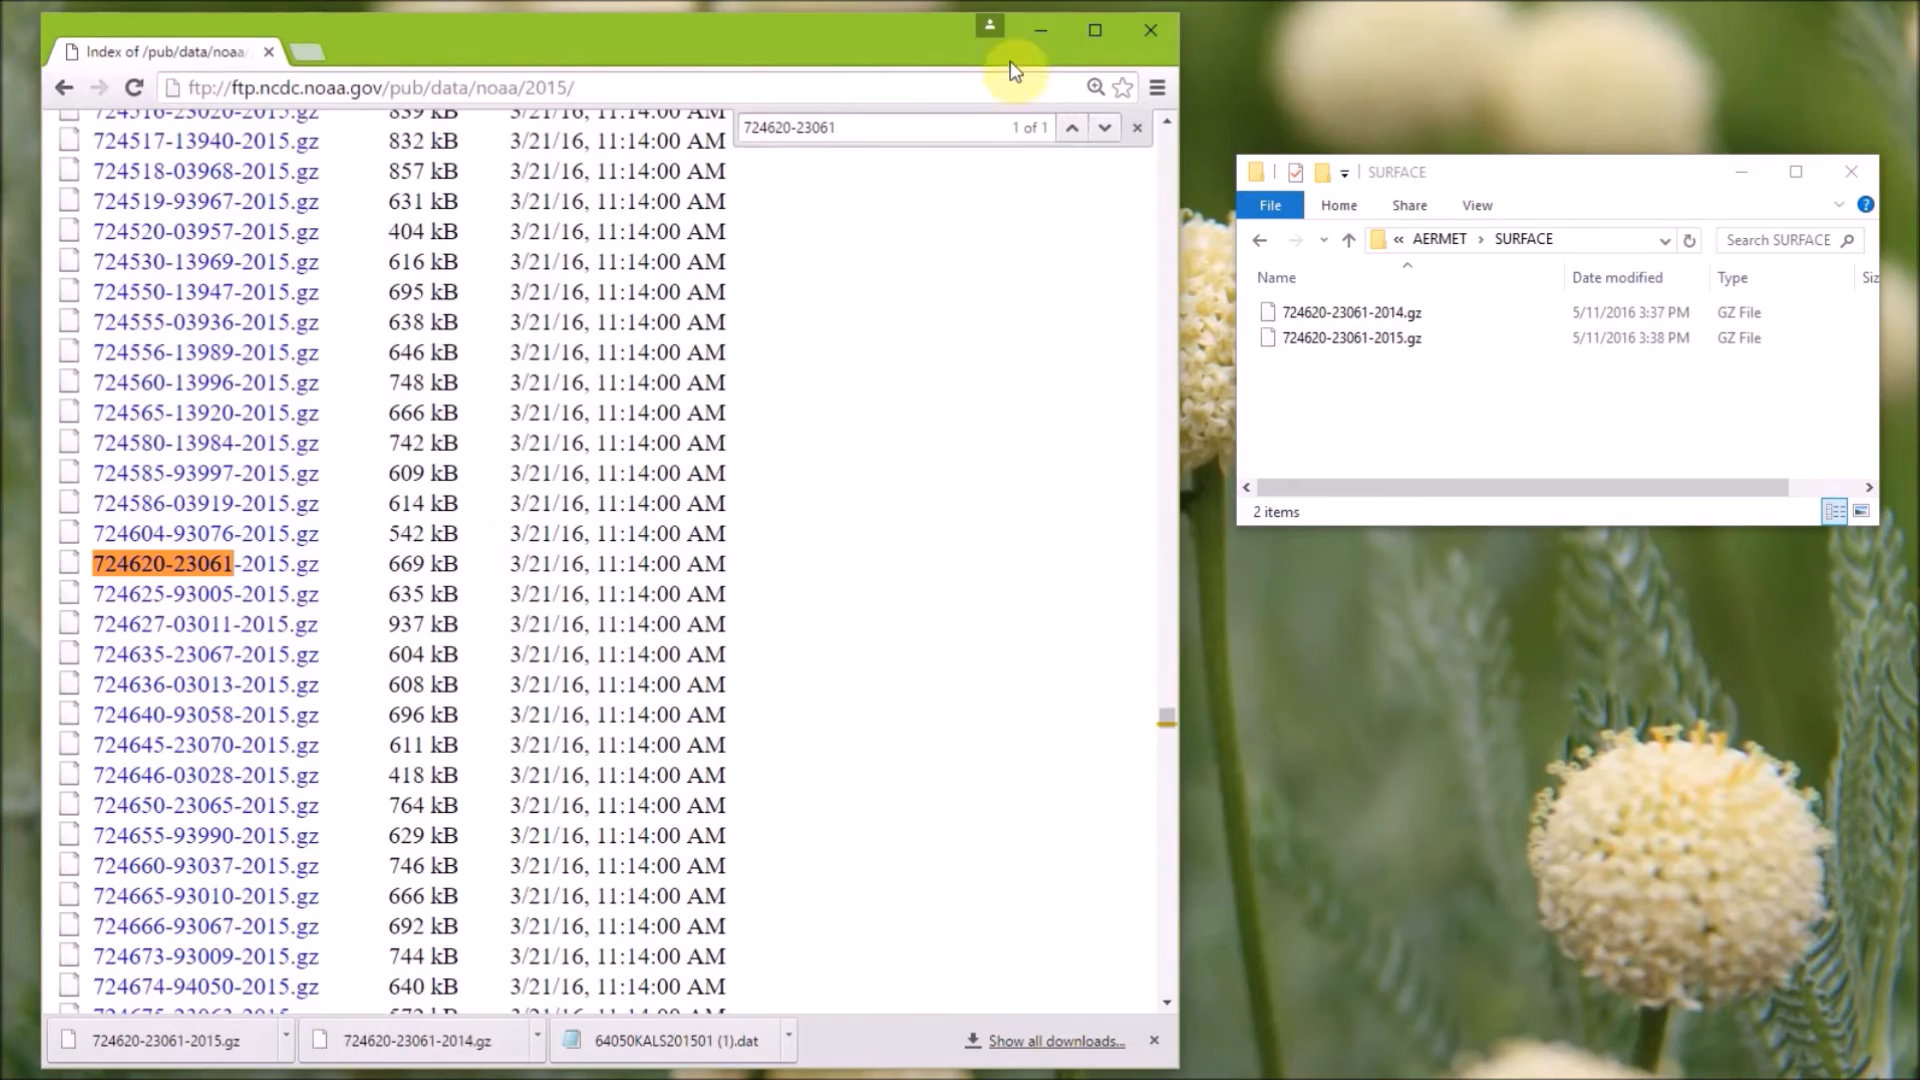 Index of /pub/data/noaa/
ftp://ftp.ncdc.noaa.gov/pub/data/noaa/2015/
724620-23061 1 of 1
724516-23020-2015.gz 839 kB 3/21/16, 11:14:00 AM
724517-13940-2015.gz 832 kB 3/21/16, 11:14:00 AM
724518-03968-2015.gz 857 kB 3/21/16, 11:14:00 AM
724519-93967-2015.gz 631 kB 3/21/16, 11:14:00 AM
724520-03957-2015.gz 404 kB 3/21/16, 11:14:00 AM
724530-13969-2015.gz 616 kB 3/21/16, 11:14:00 AM
724550-13947-2015.gz 695 kB 3/21/16, 11:14:00 AM
724555-03936-2015.gz 638 kB 3/21/16, 11:14:00 AM
724556-13989-2015.gz 646 kB 3/21/16, 11:14:00 AM
724560-13996-2015.gz 748 kB 3/21/16, 11:14:00 AM
724565-13920-2015.gz 666 kB 3/21/16, 11:14:00 AM
724580-13984-2015.gz 742 kB 3/21/16, 11:14:00 AM
724585-93997-2015.gz 609 kB 3/21/16, 11:14:00 AM
724586-03919-2015.gz 614 kB 3/21/16, 11:14:00 AM
724604-93076-2015.gz 542 kB 3/21/16, 11:14:00 AM
724620-23061-2015.gz 669 kB 3/21/16, 11:14:00 AM
724625-93005-2015.gz 635 kB 3/21/16, 11:14:00 AM
724627-03011-2015.gz 937 kB 3/21/16, 11:14:00 AM
724635-23067-2015.gz 604 kB 3/21/16, 11:14:00 AM
724636-03013-2015.gz 608 kB 3/21/16, 11:14:00 AM
724640-93058-2015.gz 696 kB 3/21/16, 11:14:00 AM
724645-23070-2015.gz 611 kB 3/21/16, 11:14:00 AM
724646-03028-2015.gz 418 kB 3/21/16, 11:14:00 AM
724650-23065-2015.gz 764 kB 3/21/16, 11:14:00 AM
724655-93990-2015.gz 629 kB 3/21/16, 11:14:00 AM
724660-93037-2015.gz 746 kB 3/21/16, 11:14:00 AM
724665-93010-2015.gz 666 kB 3/21/16, 11:14:00 AM
724666-93067-2015.gz 692 kB 3/21/16, 11:14:00 AM
724673-93009-2015.gz 744 kB 3/21/16, 11:14:00 AM
724674-94050-2015.gz 640 kB 3/21/16, 11:14:00 AM
724620-23061-2015.gz 724620-23061-2014.gz 64050KALS201501 (1).dat Show all downloads...
SURFACE
File Home Share View
« AERMET › SURFACE Search SURFACE
Name Date modified Type Siz
724620-23061-2014.gz 5/11/2016 3:37 PM GZ File
724620-23061-2015.gz 5/11/2016 3:38 PM GZ File
2 items